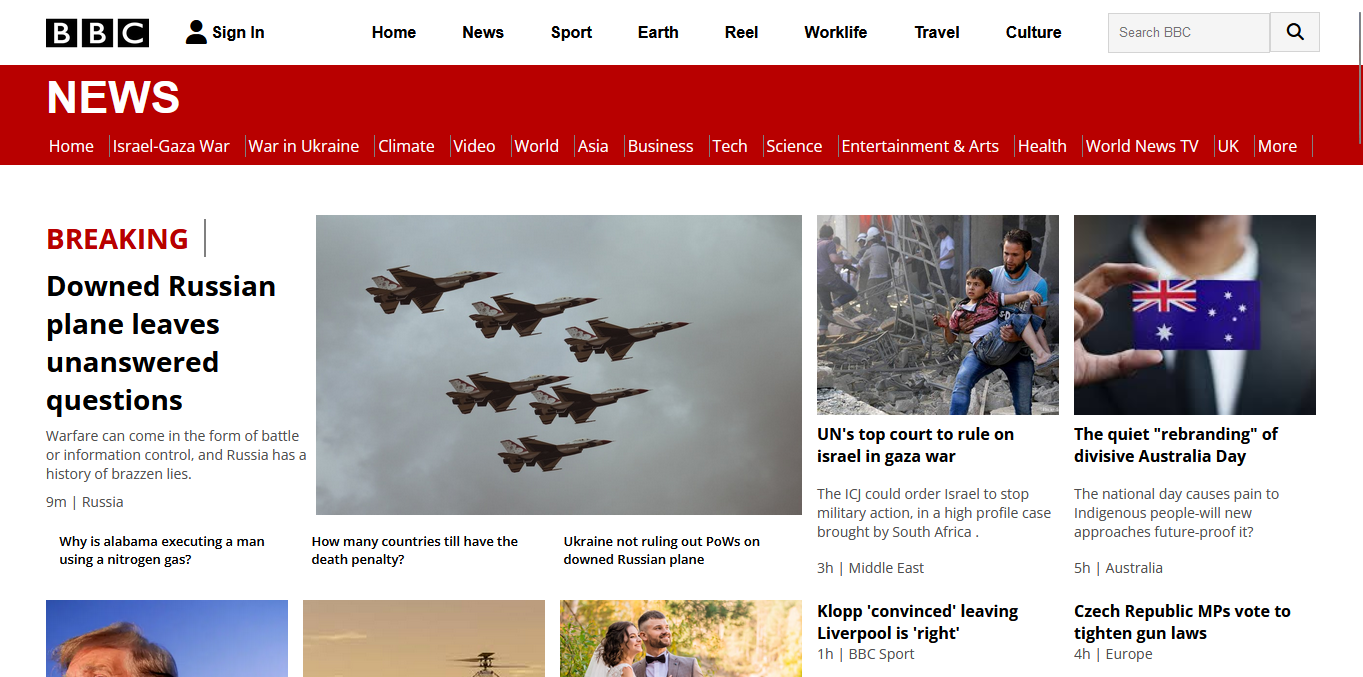 BBC Sign In Home News Sport Earth Reel Worklife Travel Culture Search BBC
NEWS
Home Israel-Gaza War War in Ukraine Climate Video World Asia Business Tech Science Entertainment & Arts Health World News TV UK More
BREAKING
Downed Russian
plane leaves
unanswered
questions
Warfare can come in the form of battle
or information control, and Russia has a
history of brazzen lies.
9m | Russia
Why is alabama executing a man
using a nitrogen gas?
How many countries till have the
death penalty?
Ukraine not ruling out PoWs on
downed Russian plane
UN's top court to rule on
israel in gaza war
The ICJ could order Israel to stop
military action, in a high profile case
brought by South Africa .
3h | Middle East
The quiet "rebranding" of
divisive Australia Day
The national day causes pain to
Indigenous people-will new
approaches future-proof it?
5h | Australia
Klopp 'convinced' leaving
Liverpool is 'right'
1h | BBC Sport
Czech Republic MPs vote to
tighten gun laws
4h | Europe